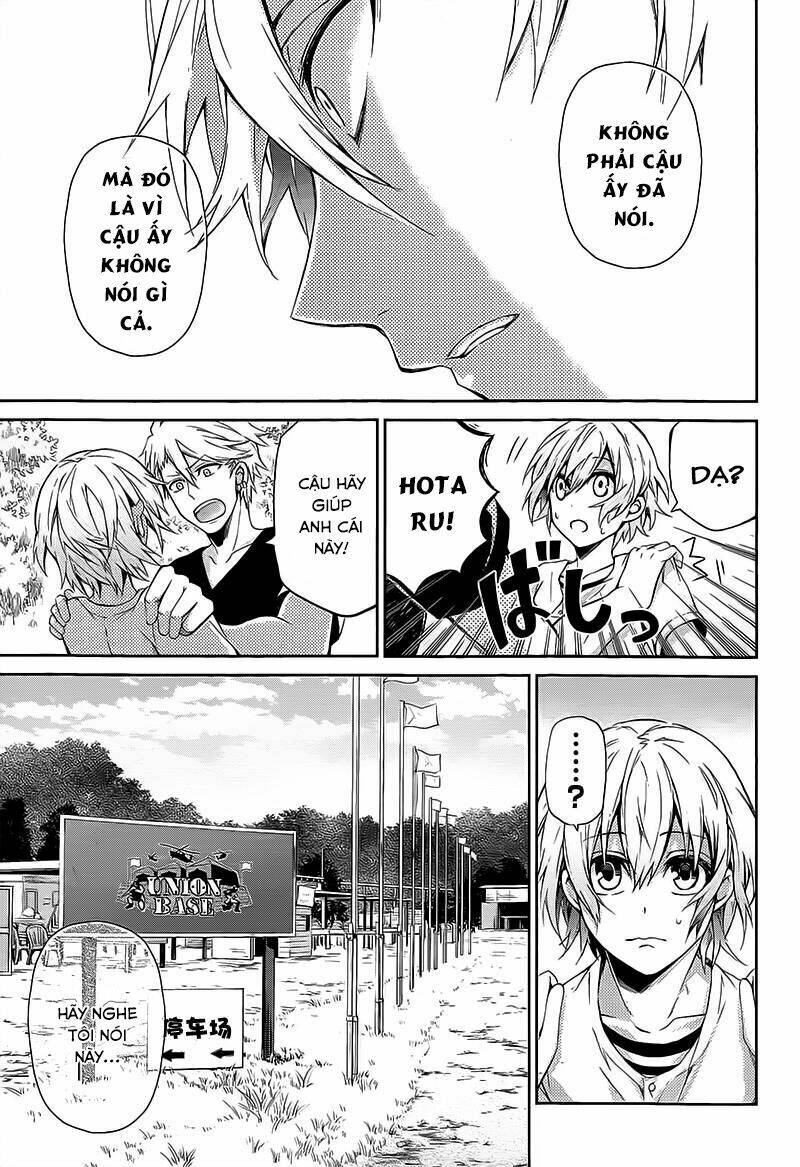 KHÔNG
PHẢI CẬU
ẤY ĐÃ
NÓI.
MÀ ĐÓ
LÀ VÌ
CẬU ẤY
KHÔNG
NÓI GÌ
CẢ.
DẠ?
HOTA
RU!
ばしっ
CẬU HÃY
GIÚP
ANH CÁI
NÀY!
......?
UNION
BASE
停车场
← ←
HÃY NGHE
TÔI NÓI
NÀY...